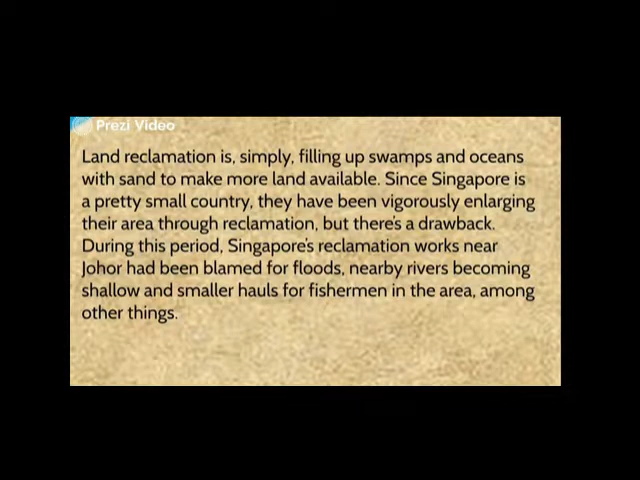 Prezi Video
Land reclamation is, simply, filling up swamps and oceans
with sand to make more land available. Since Singapore is
a pretty small country, they have been vigorously enlarging
their area through reclamation, but there's a drawback.
During this period, Singapore's reclamation works near
Johor had been blamed for floods, nearby rivers becoming
shallow and smaller hauls for fishermen in the area, among
other things.